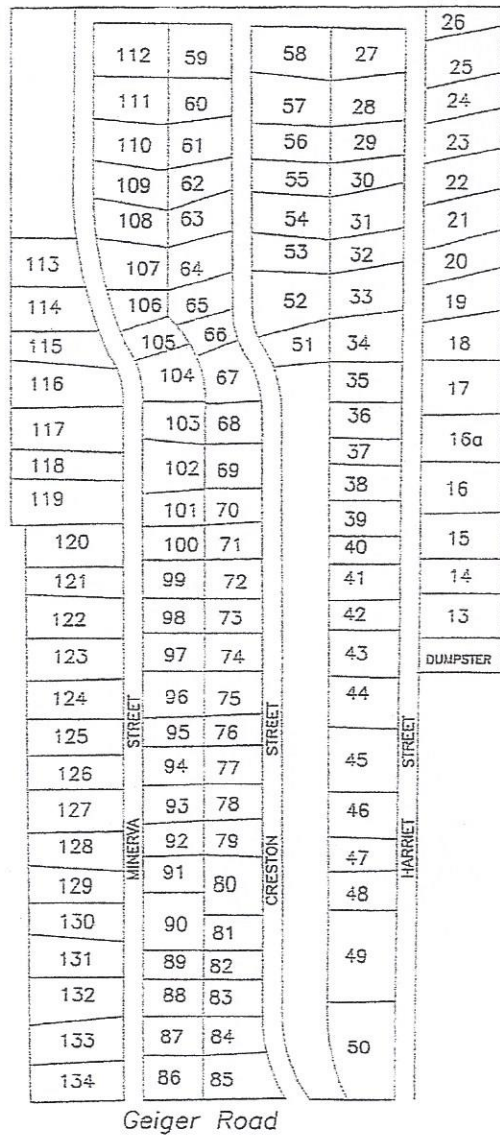 26
112 59 58 27
25
111 60 57 28 24
110 61 56 29 23
109 62 55 30 22
108 63 54 31 21
113 107 64 53 32 20
114 106 65 52 33 19
115 105 66 51 34 18
116 104 67 35 17
117 103 68 36 16a
118 37
102 69 38 16
119
101 70 39 15
120 100 71 40
121 99 72 41 14
122 98 73 42 13
123 97 74 43 DUMPSTER
124 96 75 44
125 95 76 45
126 94 77
127 93 78 46
128 92 79 47
129 91 80 48
130 90 81
131 89 82 49
132 88 83
133 87 84 50
134 86 85
MINERVA STREET
CRESTON STREET
HARRIET STREET
Geiger Road